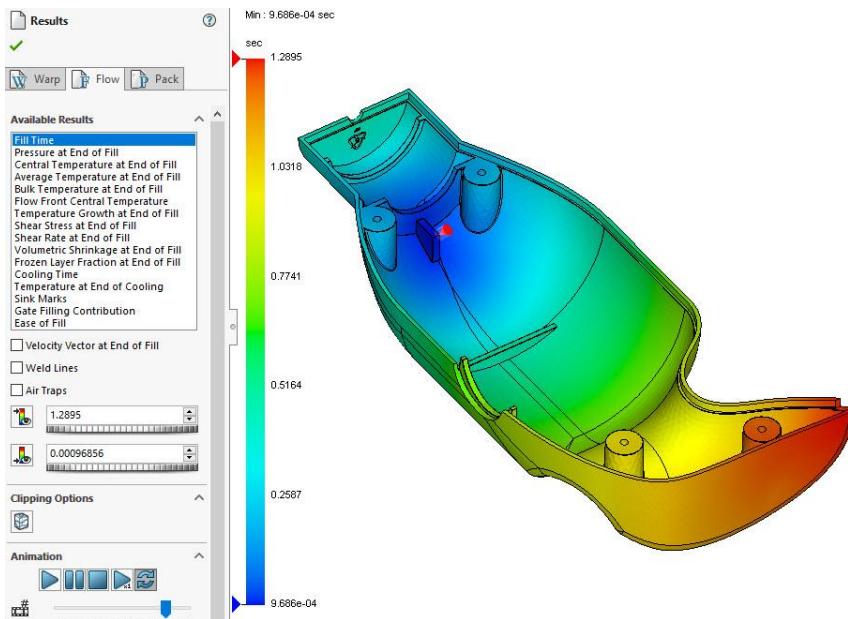 Results
Warp
Flow
Pack
Available Results
Fill Time
Pressure at End of Fill
Central Temperature at End of Fill
Average Temperature at End of Fill
Bulk Temperature at End of Fill
Flow Front Central Temperature
Temperature Growth at End of Fill
Shear Stress at End of Fill
Shear Rate at End of Fill
Volumetric Shrinkage at End of Fill
Frozen Layer Fraction at End of Fill
Cooling Time
Temperature at End of Cooling
Sink Marks
Gate Filling Contribution
Ease of Fill
Velocity Vector at End of Fill
Weld Lines
Air Traps
1.2895
0.00096856
Clipping Options
Animation
Min : 9.686e-04 sec
sec
1.2895
1.0318
0.7741
0.5164
0.2587
9.686e-04